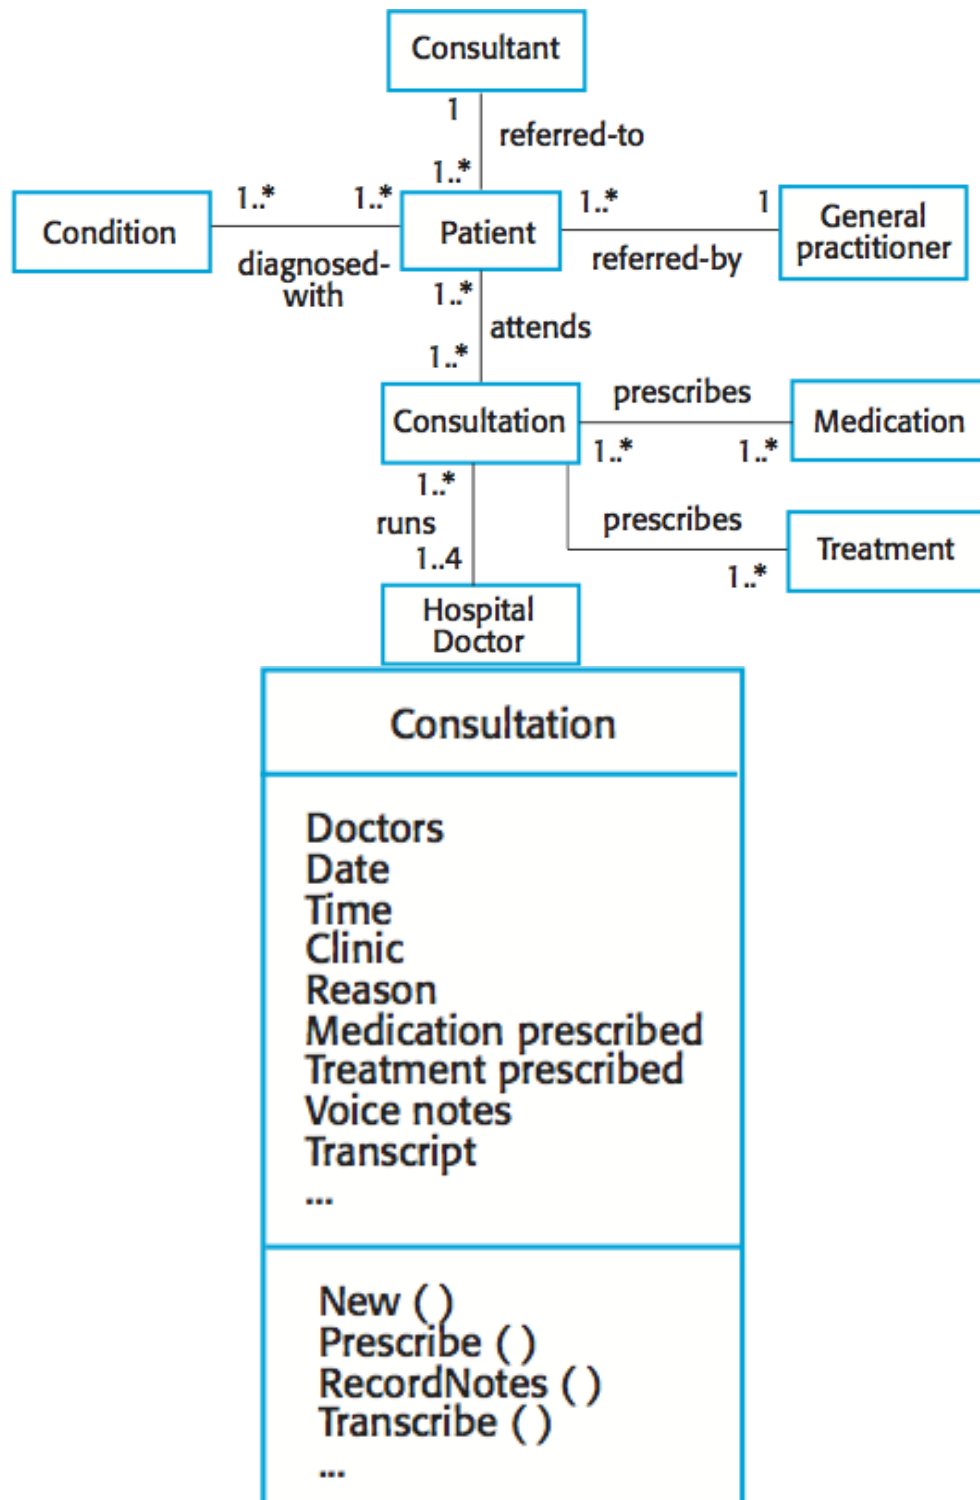 Consultant
1
referred-to
1..*
1..*
1..*
1..*
1
Condition
Patient
General
practitioner
diagnosed-
with
referred-by
1..*
attends
1..*
prescribes
Consultation
Medication
1..*
1..*
1..*
runs
prescribes
1..4
Treatment
1..*
Hospital
Doctor
Consultation
Doctors
Date
Time
Clinic
Reason
Medication prescribed
Treatment prescribed
Voice notes
Transcript
...
New ( )
Prescribe ( )
RecordNotes ( )
Transcribe ( )
...